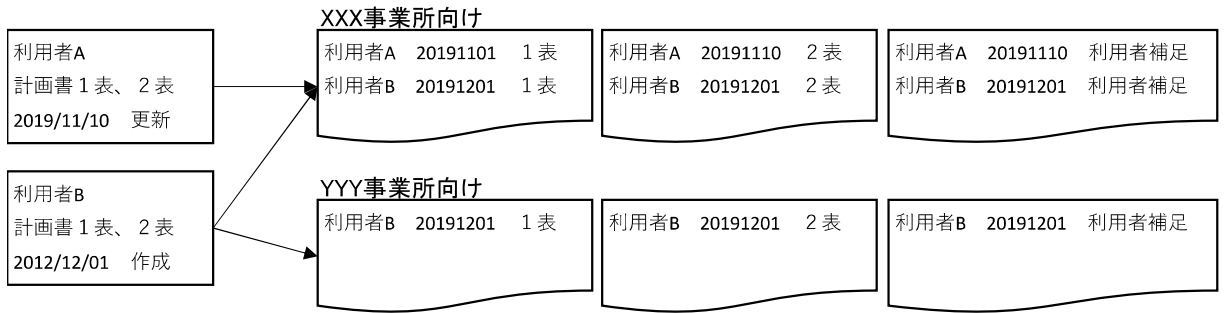 利用者A
計画書１表、２表
2019/11/10　更新
利用者B
計画書１表、２表
2012/12/01　作成
XXX事業所向け
利用者A　20191101　１表
利用者B　20191201　１表
利用者A　20191110　２表
利用者B　20191201　２表
利用者A　20191110　利用者補足
利用者B　20191201　利用者補足
YYY事業所向け
利用者B　20191201　１表
利用者B　20191201　２表
利用者B　20191201　利用者補足